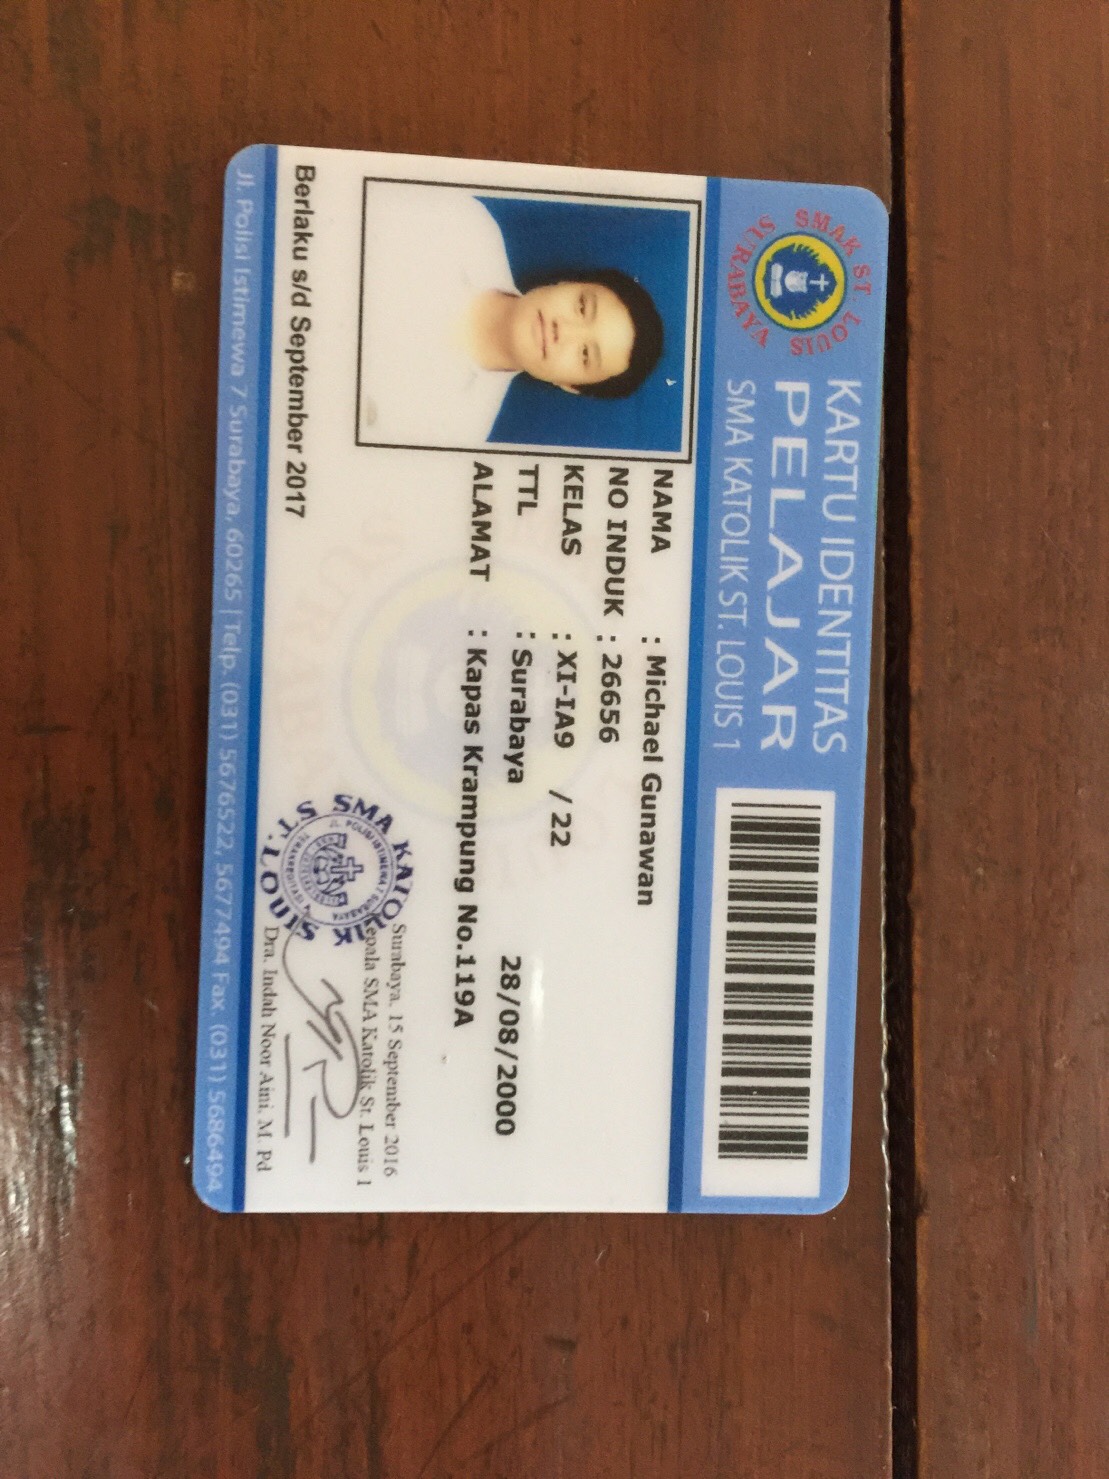 SMAK ST. LOUIS
SURABAYA
KARTU IDENTITAS
PELAJAR
SMA KATOLIK ST. LOUIS 1
NAMA : Michael Gunawan
NO INDUK : 26656
KELAS : XI-IA9 / 22
TTL : Surabaya 28/08/2000
ALAMAT : Kapas Krampung No.119A
Berlaku s/d September 2017
Surabaya, 15 September 2016
Kepala SMA Katolik St. Louis 1
SMA KATOLIK
ST. LOUIS
Dra. Indah Noor Aini, M. Pd
Jl. Polisi Istimewa 7 Surabaya, 60265 | Telp. (031) 5676522, 5677494 Fax. (031) 5686494